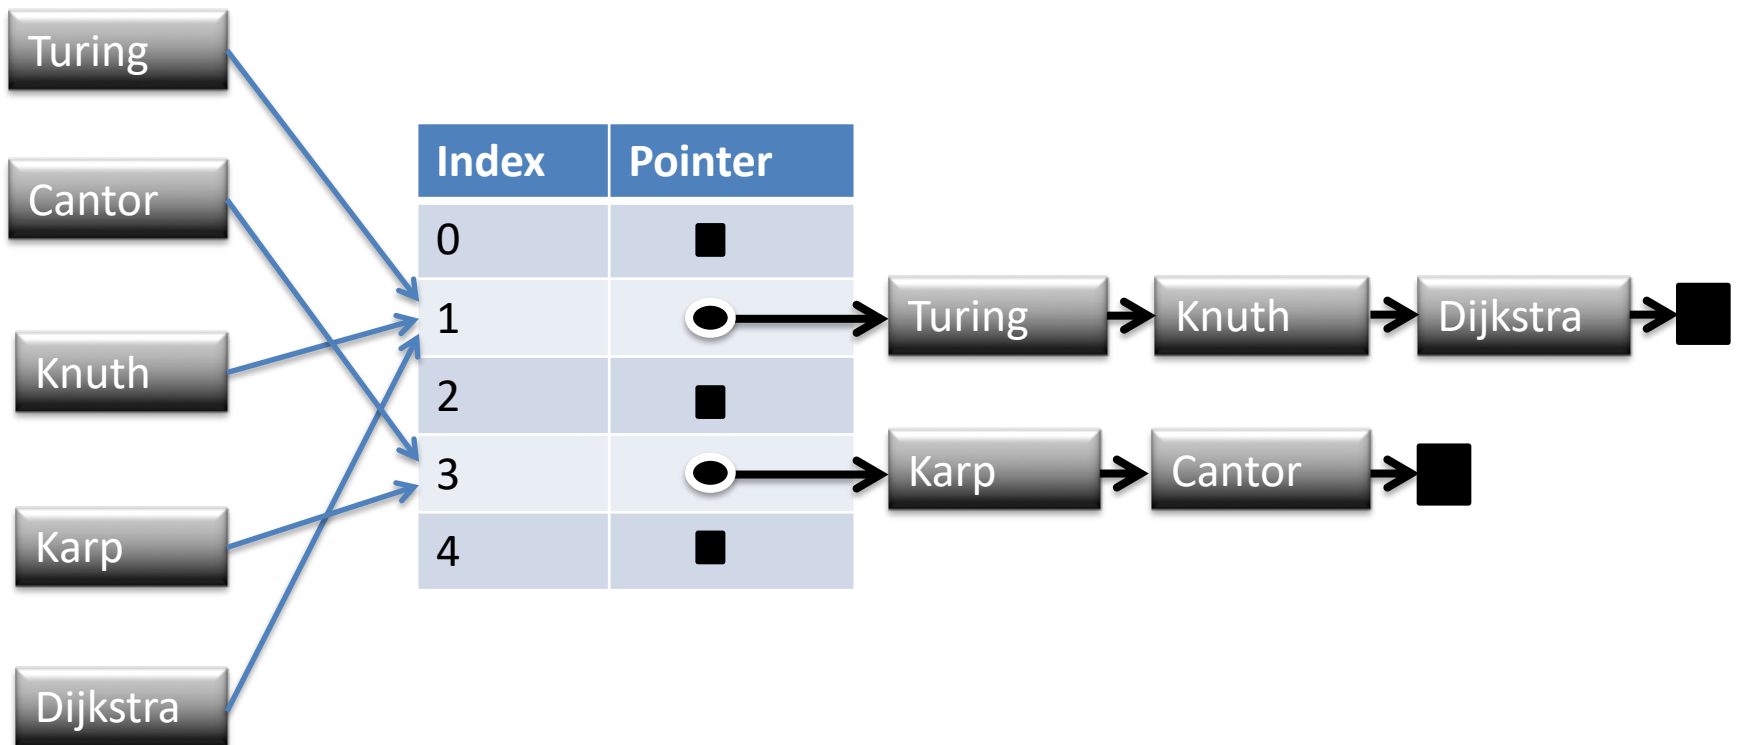 Turing
Cantor
Knuth
Karp
Dijkstra
Index Pointer
0
1
2
3
4
Turing Knuth Dijkstra
Karp Cantor